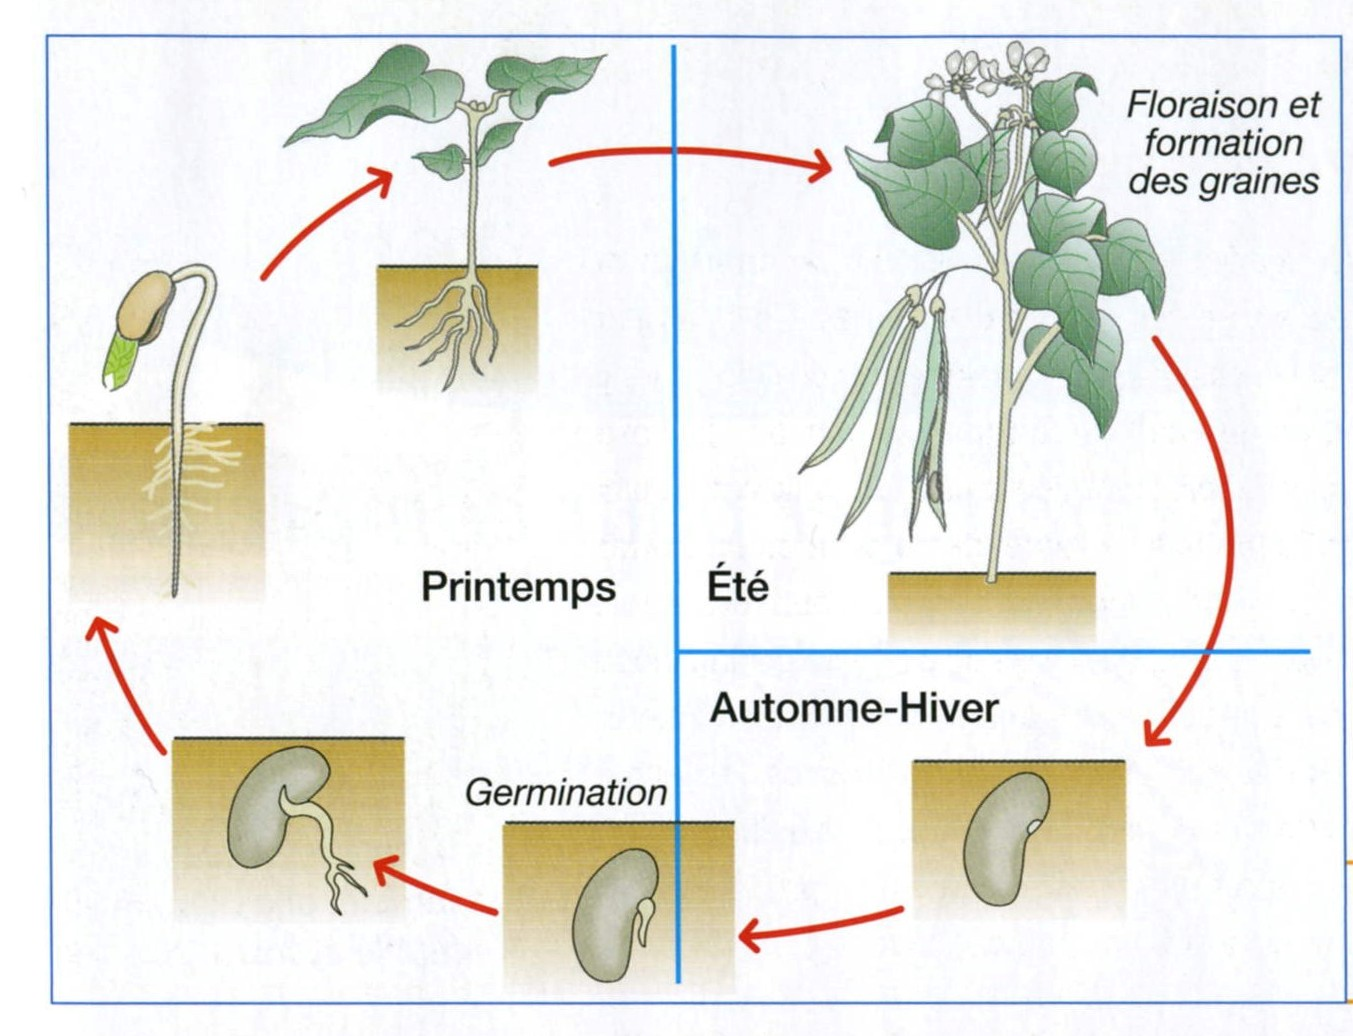 Floraison et
formation
des graines
Printemps
Été
Automne-Hiver
Germination